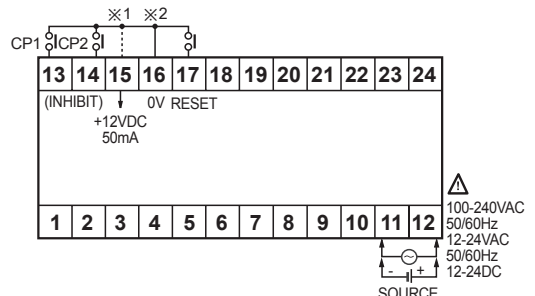 ※1 ※2
CP1 CP2
13 14 15 16 17 18 19 20 21 22 23 24
(INHIBIT) 0V RESET
+12VDC
50mA
1 2 3 4 5 6 7 8 9 10 11 12
100-240VAC
50/60Hz
12-24VAC
50/60Hz
12-24DC
- +
SOURCE